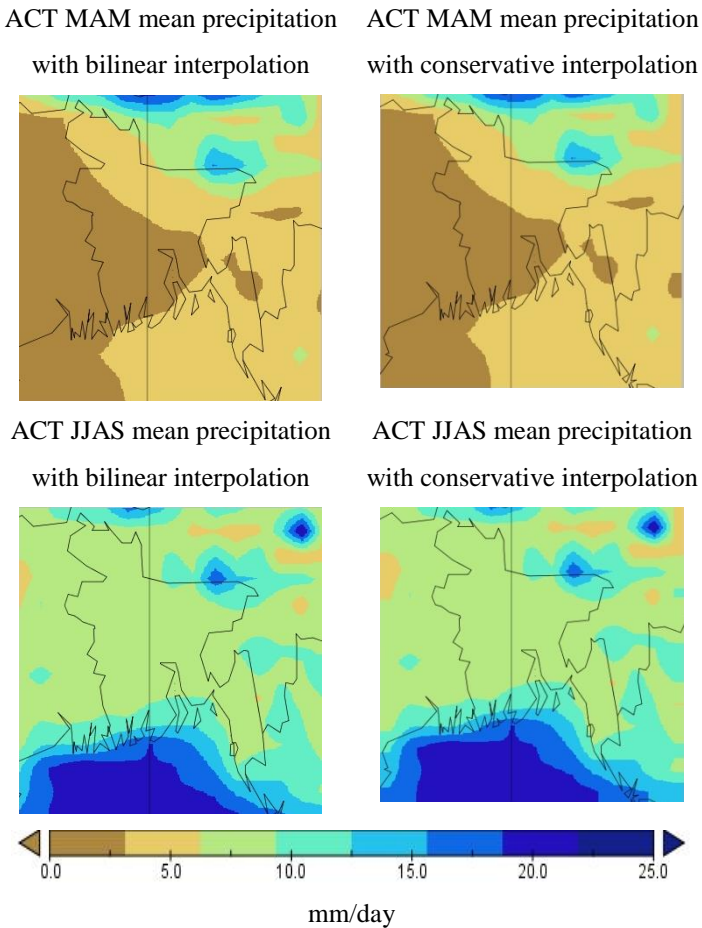 ACT MAM mean precipitation
with bilinear interpolation
ACT MAM mean precipitation
with conservative interpolation
ACT JJAS mean precipitation
with bilinear interpolation
ACT JJAS mean precipitation
with conservative interpolation
0.0 5.0 10.0 15.0 20.0 25.0
mm/day